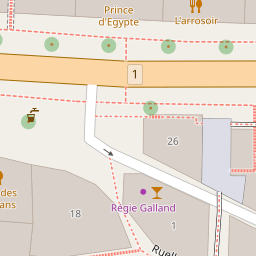 Prince
d'Egypte
L'arrosoir
1
26
Régie Galland
18
1
des
ans
Ruell